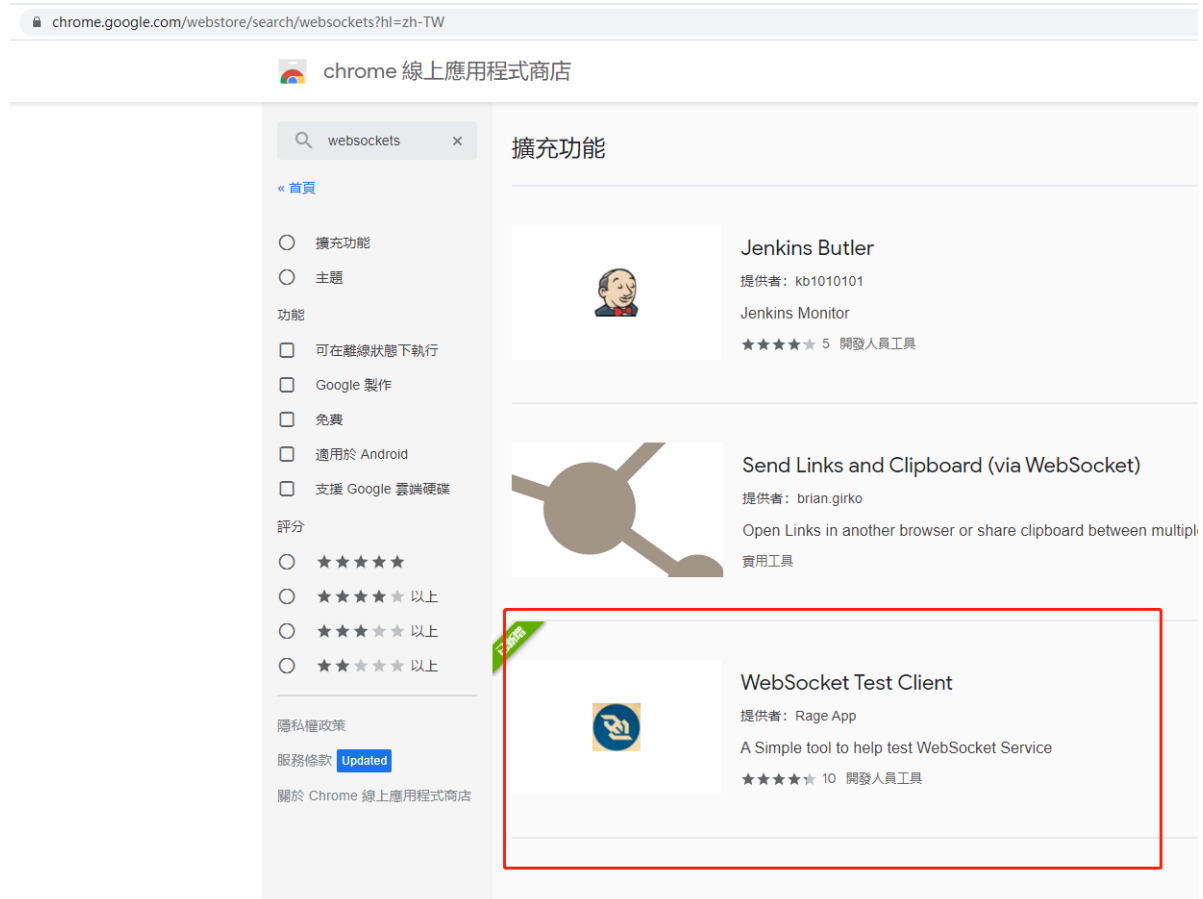 chrome.google.com/webstore/search/websockets?hl=zh-TW
chrome 線上應用程式商店
websockets
« 首頁
擴充功能
主題
功能
可在離線狀態下執行
Google 製作
免費
適用於 Android
支援 Google 雲端硬碟
評分
以上
以上
以上
隱私權政策
服務條款 Updated
關於 Chrome 線上應用程式商店
擴充功能
Jenkins Butler
提供者：kb1010101
Jenkins Monitor
5 開發人員工具
Send Links and Clipboard (via WebSocket)
提供者：brian.girko
Open Links in another browser or share clipboard between multiple
實用工具
已新增
WebSocket Test Client
提供者：Rage App
A Simple tool to help test WebSocket Service
10 開發人員工具